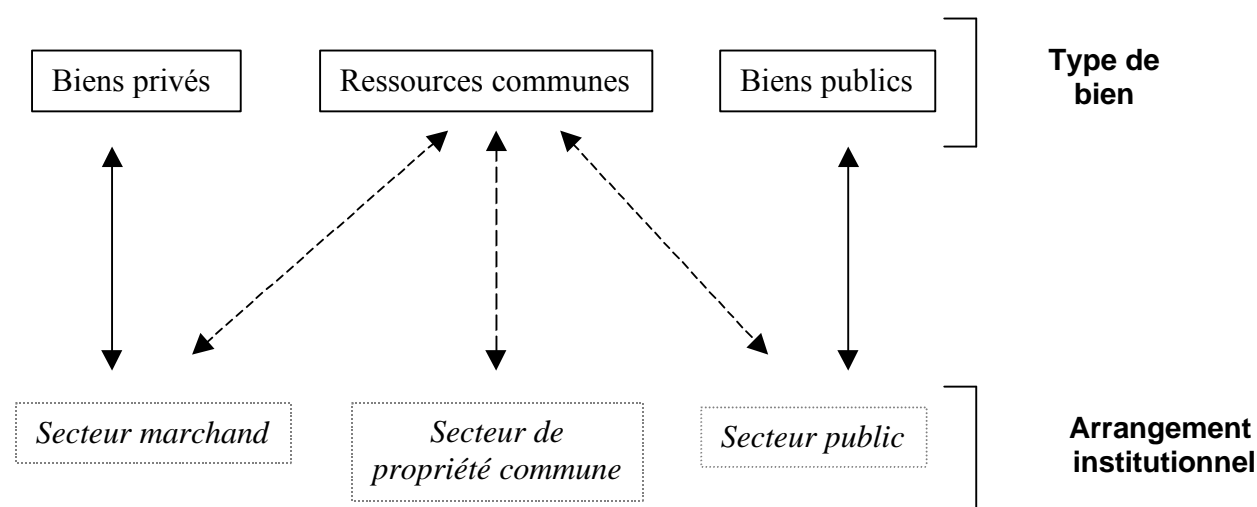 Biens privés
Ressources communes
Biens publics
Type de
bien
Secteur marchand
Secteur de
propriété commune
Secteur public
Arrangement
institutionnel